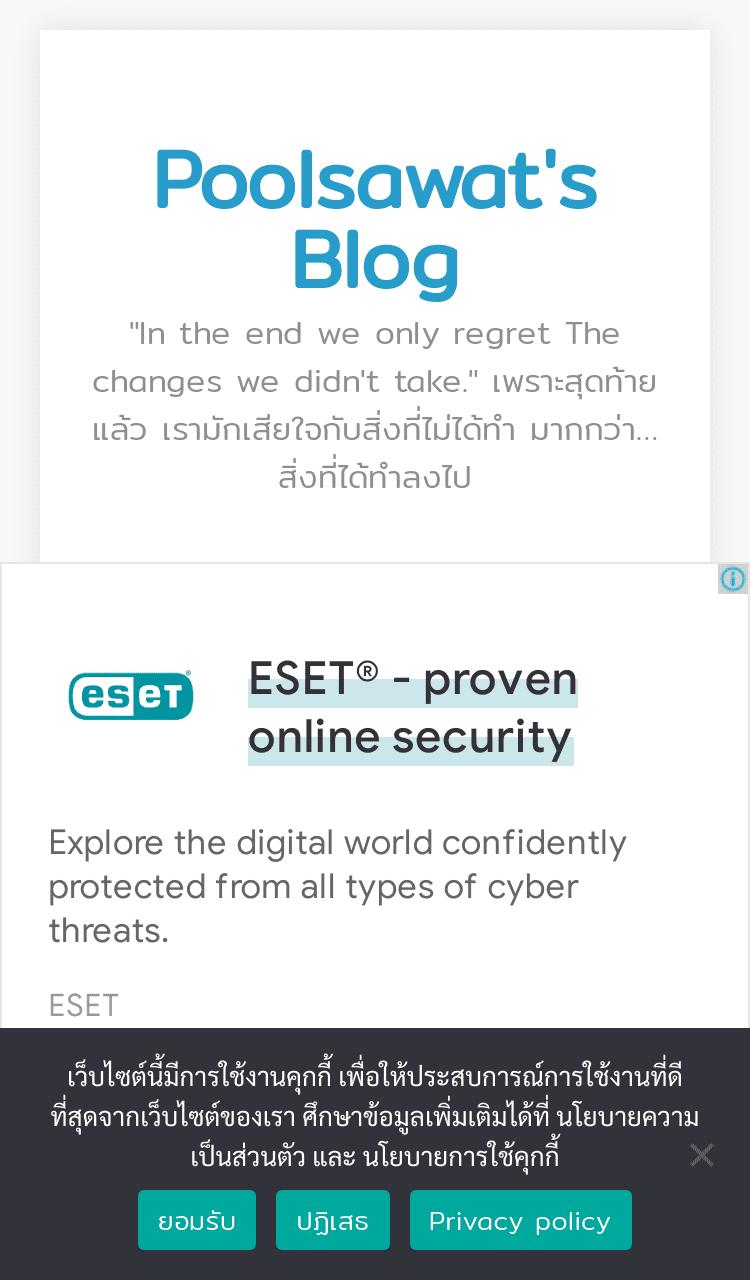 Poolsawat's
Blog
"In the end we only regret The
changes we didn't take." เพราะสุดท้าย
แล้ว เรามักเสียใจกับสิ่งที่ไม่ได้ทำ มากกว่า...
สิ่งที่ได้ทำลงไป
eseT®
ESET® - proven
online security
Explore the digital world confidently
protected from all types of cyber
threats.
ESET
เว็บไซต์นี้มีการใช้งานคุกกี้ เพื่อให้ประสบการณ์การใช้งานที่ดี
ที่สุดจากเว็บไซต์ของเรา ศึกษาข้อมูลเพิ่มเติมได้ที่ นโยบายความ
เป็นส่วนตัว และ นโยบายการใช้คุกกี้
ยอมรับ ปฏิเสธ Privacy policy